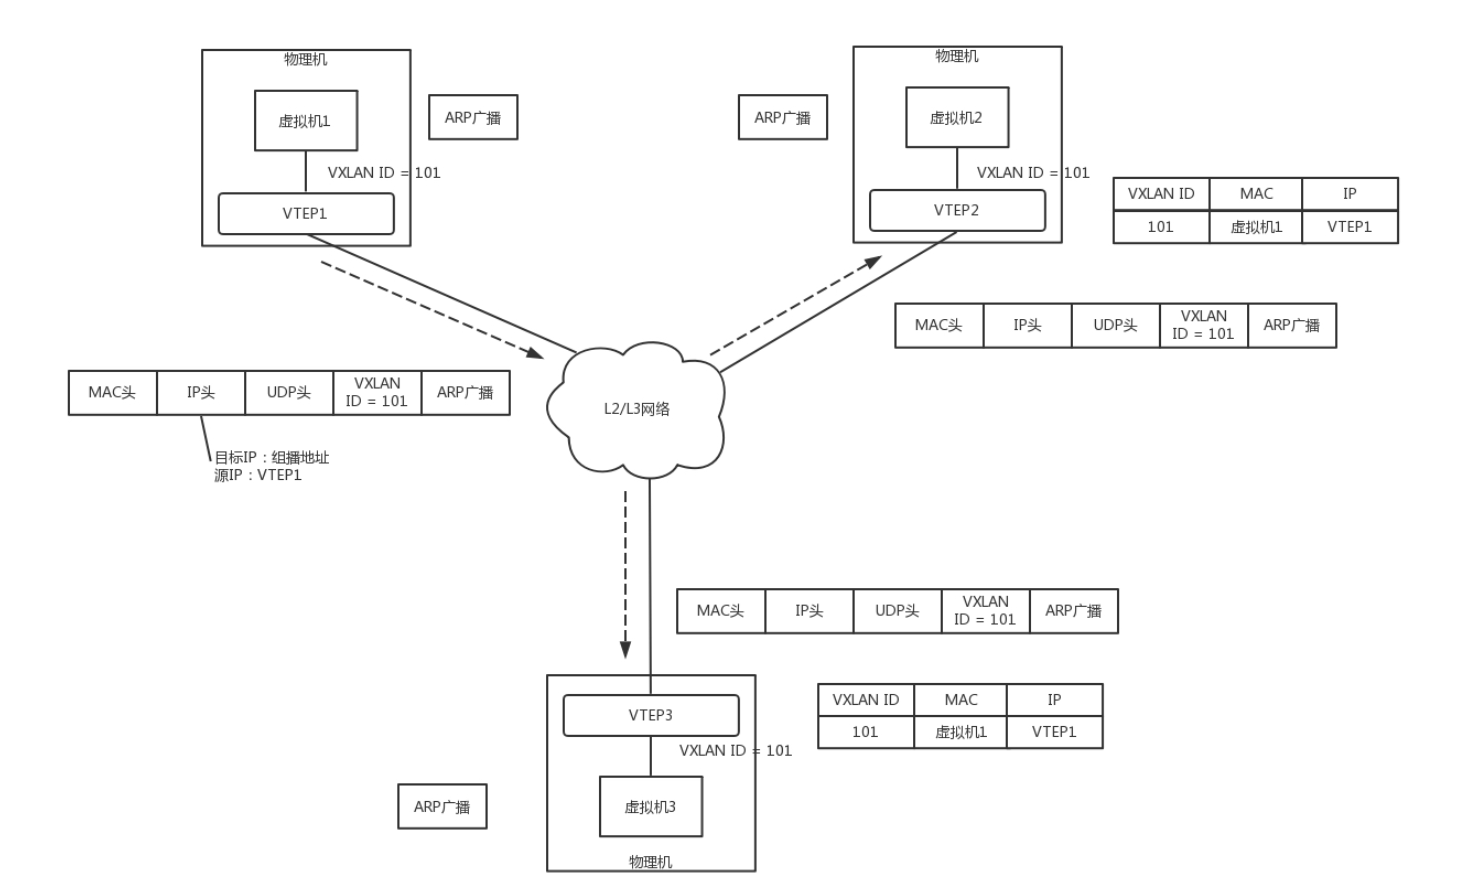 物理机
虚拟机1
ARP广播
VXLAN ID = 101
VTEP1
物理机
ARP广播
虚拟机2
VXLAN ID = 101
VTEP2
VXLAN ID MAC IP
101 虚拟机1 VTEP1
MAC头 IP头 UDP头 VXLAN ID = 101 ARP广播
MAC头 IP头 UDP头 VXLAN ID = 101 ARP广播
目标IP：组播地址
源IP：VTEP1
L2/L3网络
MAC头 IP头 UDP头 VXLAN ID = 101 ARP广播
VTEP3
VXLAN ID = 101
VXLAN ID MAC IP
101 虚拟机1 VTEP1
ARP广播
虚拟机3
物理机